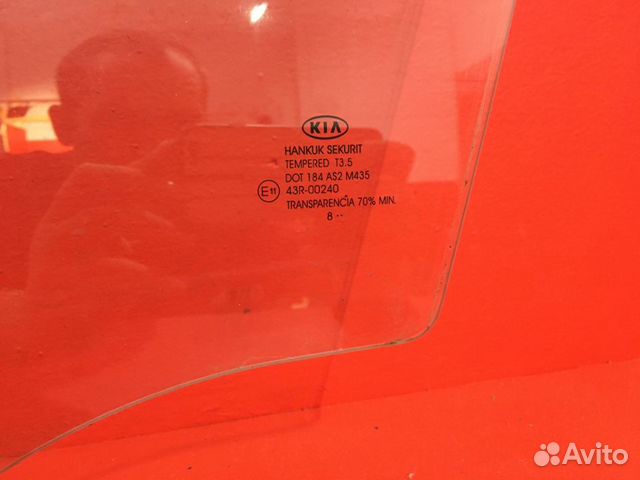 KIA
HANKUK SEKURIT
TEMPERED T3.5
DOT 184 AS2 M435
E11 43R-00240
TRANSPARENCIA 70% MIN.
8 ··
Avito